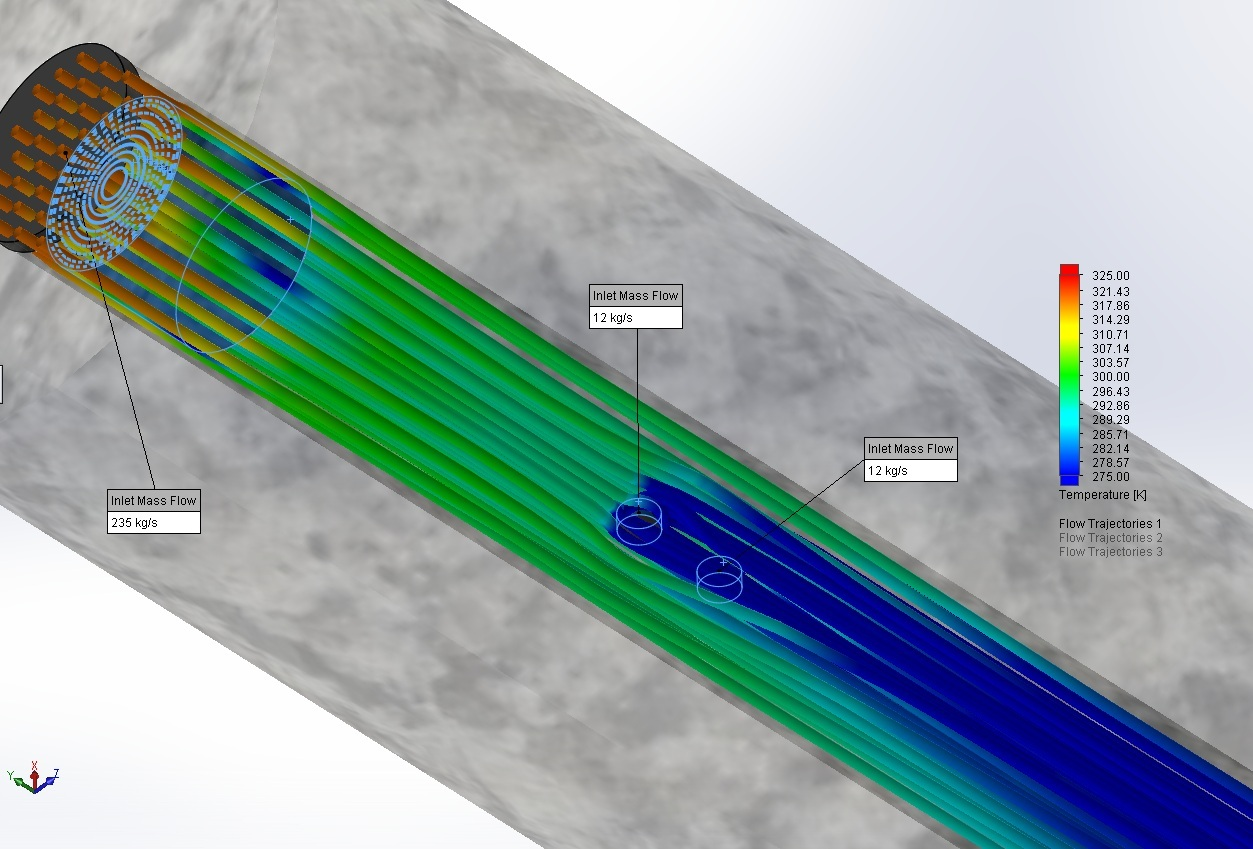 Inlet Mass Flow
12 kg/s
Inlet Mass Flow
12 kg/s
Inlet Mass Flow
235 kg/s
325.00
321.43
317.86
314.29
310.71
307.14
303.57
300.00
296.43
292.86
289.29
285.71
282.14
278.57
275.00
Temperature [K]
Flow Trajectories 1
Flow Trajectories 2
Flow Trajectories 3
X
Y
Z